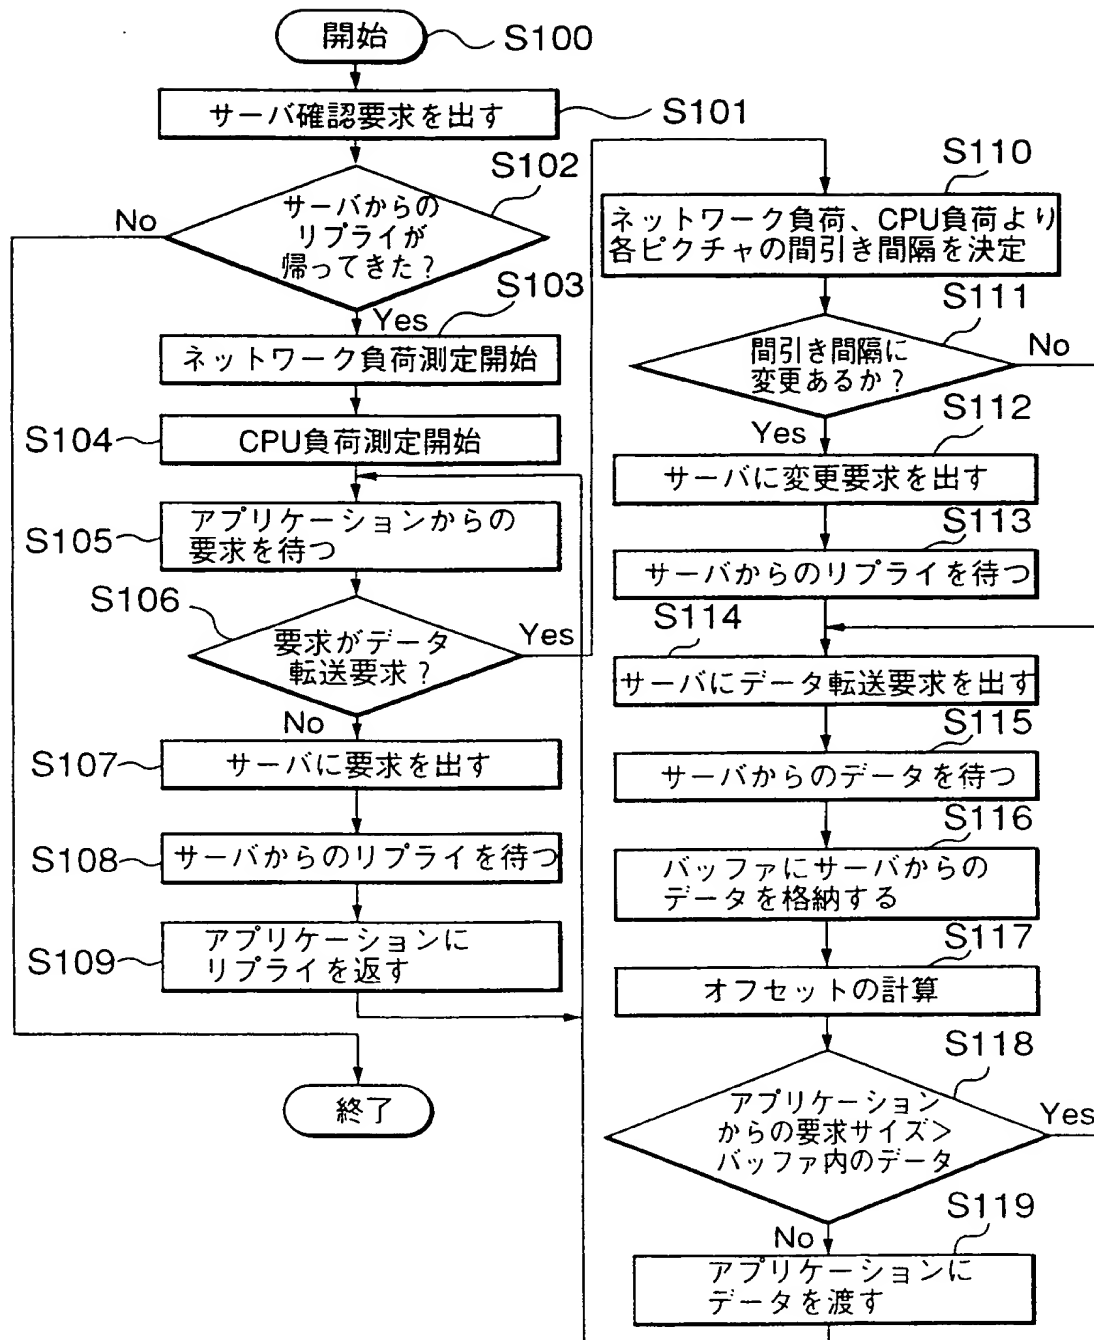 開始
S100
サーバ確認要求を出す
S101
S102
サーバからの
リプライが
帰ってきた？
No
Yes
S103
ネットワーク負荷測定開始
S104
CPU負荷測定開始
S105
アプリケーションからの
要求を待つ
S106
要求がデータ
転送要求？
Yes
No
S107
サーバに要求を出す
S108
サーバからのリプライを待つ
S109
アプリケーションに
リプライを返す
終了
S110
ネットワーク負荷、CPU負荷より
各ピクチャの間引き間隔を決定
S111
間引き間隔に
変更あるか？
No
Yes
S112
サーバに変更要求を出す
S113
サーバからのリプライを待つ
S114
サーバにデータ転送要求を出す
S115
サーバからのデータを待つ
S116
バッファにサーバからの
データを格納する
S117
オフセットの計算
S118
アプリケーション
からの要求サイズ＞
バッファ内のデータ
Yes
No
S119
アプリケーションに
データを渡す